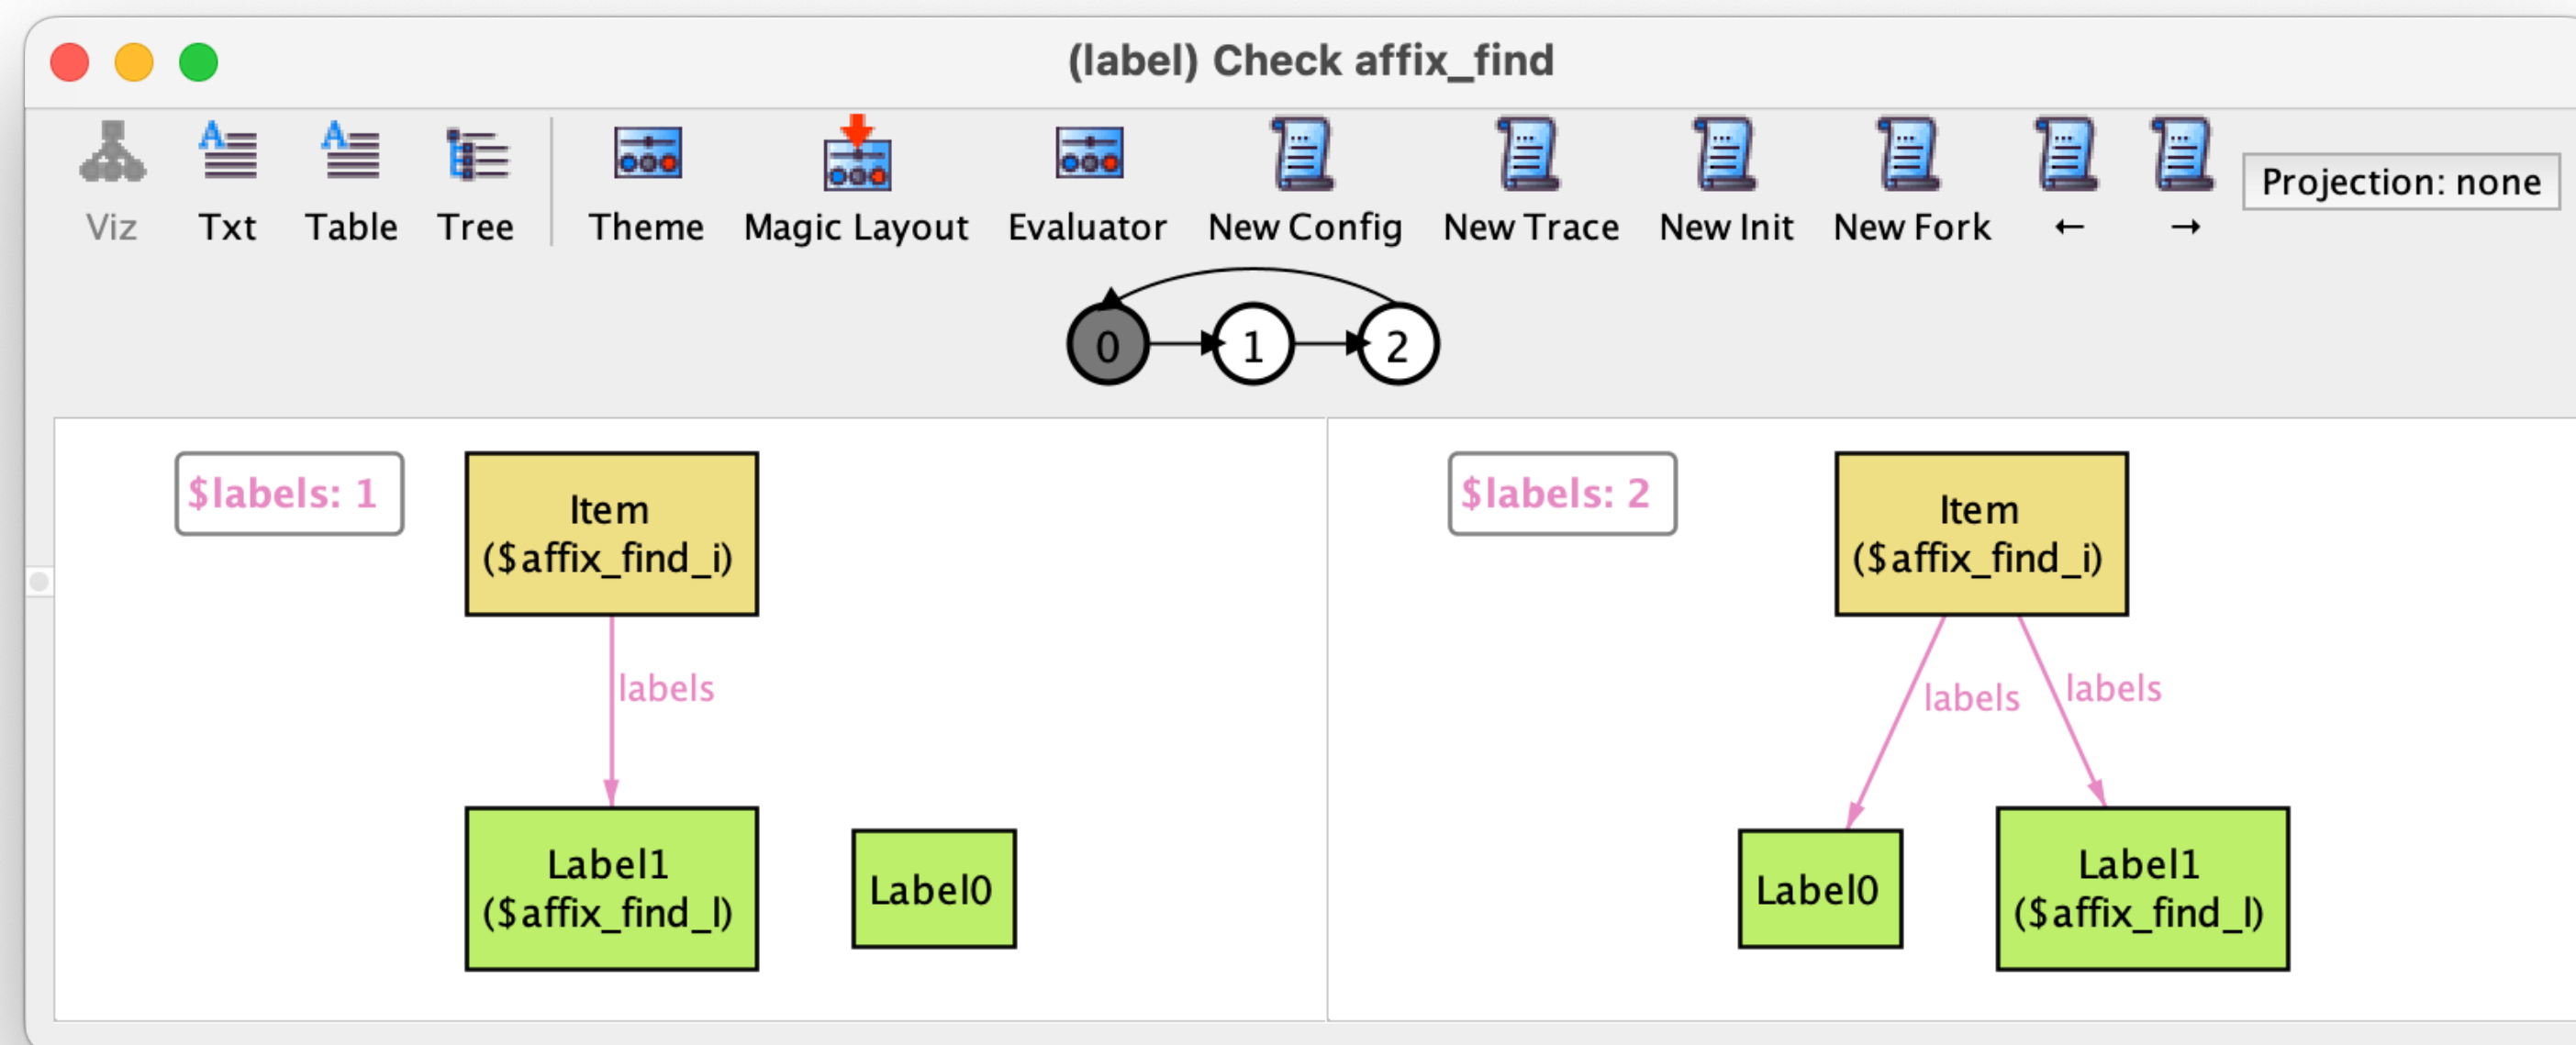 (label) Check affix_find
Viz Txt Table Tree Theme Magic Layout Evaluator New Config New Trace New Init New Fork ← → Projection: none
0 1 2
$labels: 1
Item
($affix_find_i)
labels
Label1
($affix_find_l)
Label0
$labels: 2
Item
($affix_find_i)
labels
labels
Label0
Label1
($affix_find_l)